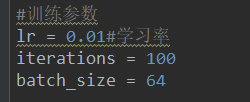 #训练参数
lr = 0.01#学习率
iterations = 100
batch_size = 64